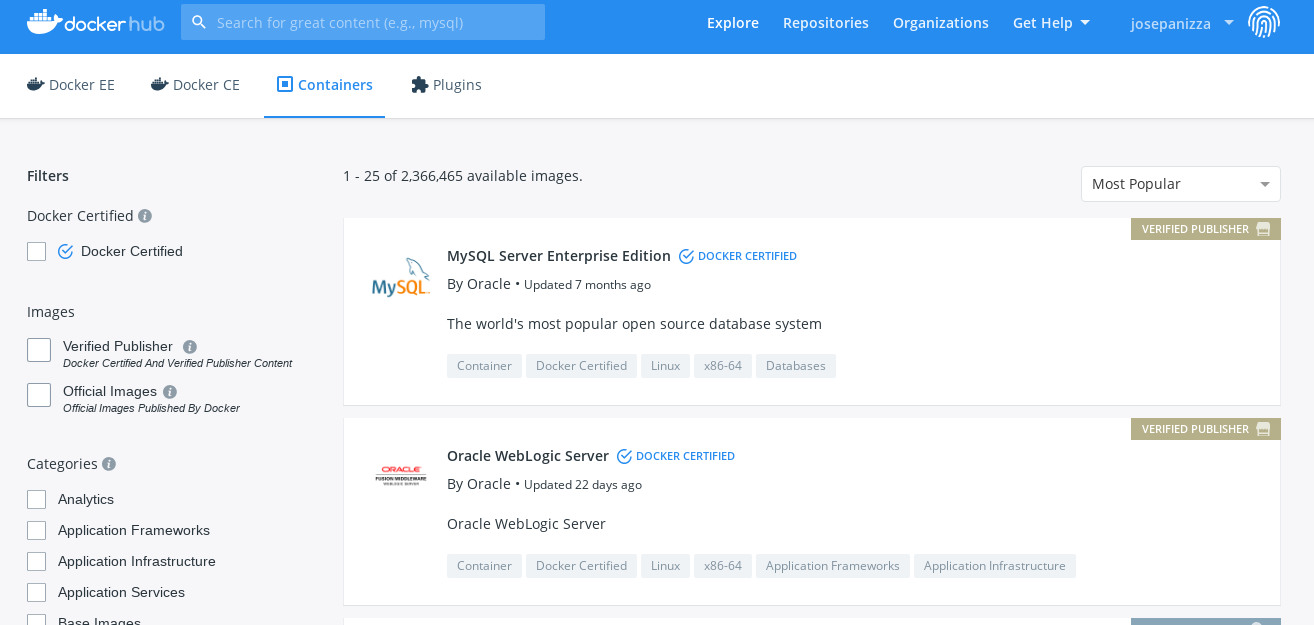 docker hub
Search for great content (e.g., mysql)
Explore
Repositories
Organizations
Get Help
josepanizza
Docker EE
Docker CE
Containers
Plugins
Filters
1 - 25 of 2,366,465 available images.
Most Popular
Docker Certified
Docker Certified
Images
Verified Publisher
Docker Certified And Verified Publisher Content
Official Images
Official Images Published By Docker
Categories
Analytics
Application Frameworks
Application Infrastructure
Application Services
Base Images
VERIFIED PUBLISHER
MySQL
MySQL Server Enterprise Edition DOCKER CERTIFIED
By Oracle • Updated 7 months ago
The world's most popular open source database system
Container Docker Certified Linux x86-64 Databases
VERIFIED PUBLISHER
ORACLE
FUSION MIDDLEWARE
WEBLOGIC SERVER
Oracle WebLogic Server DOCKER CERTIFIED
By Oracle • Updated 22 days ago
Oracle WebLogic Server
Container Docker Certified Linux x86-64 Application Frameworks Application Infrastructure